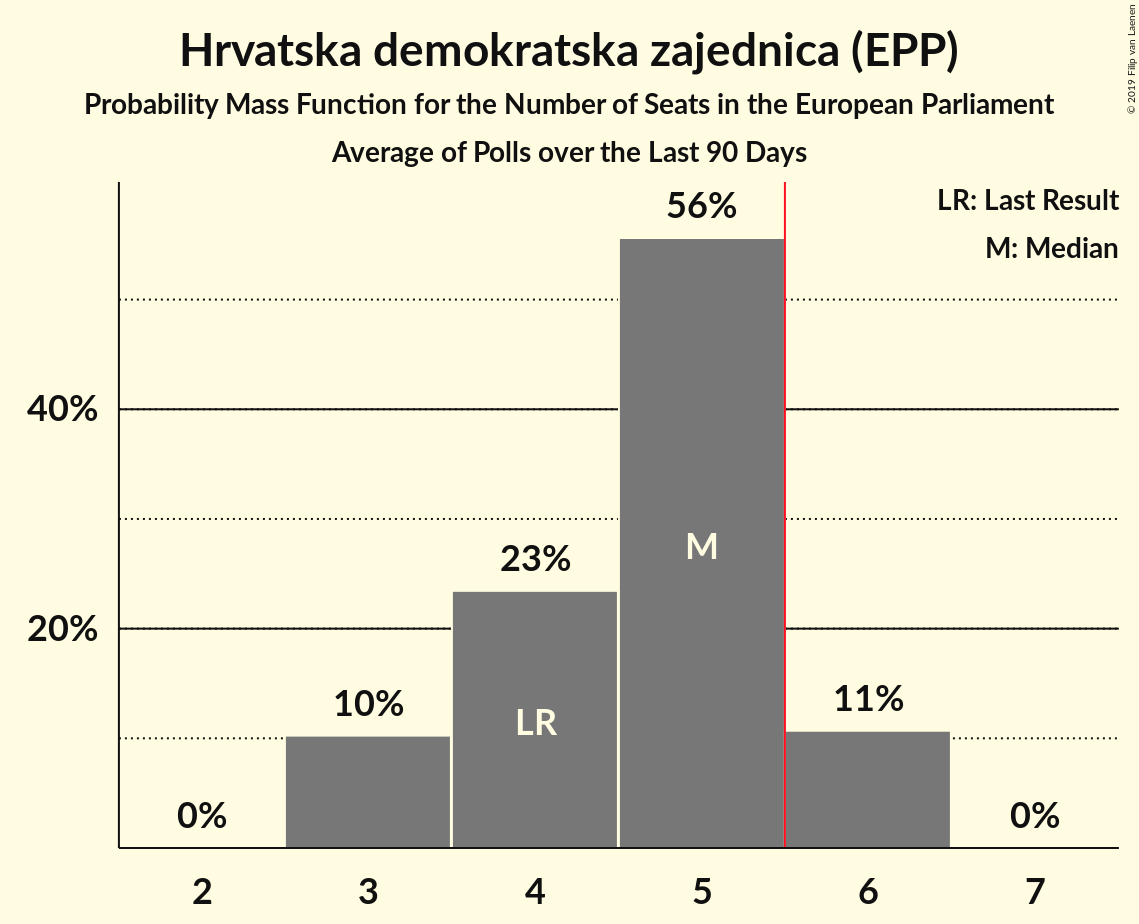 Hrvatska demokratska zajednica (EPP)
Probability Mass Function for the Number of Seats in the European Parliament
Average of Polls over the Last 90 Days
© 2019 Filip van Laenen
LR: Last Result
M: Median
56%
40%
M
23%
20%
10%
LR
11%
0%
0%
2 3 4 5 6 7